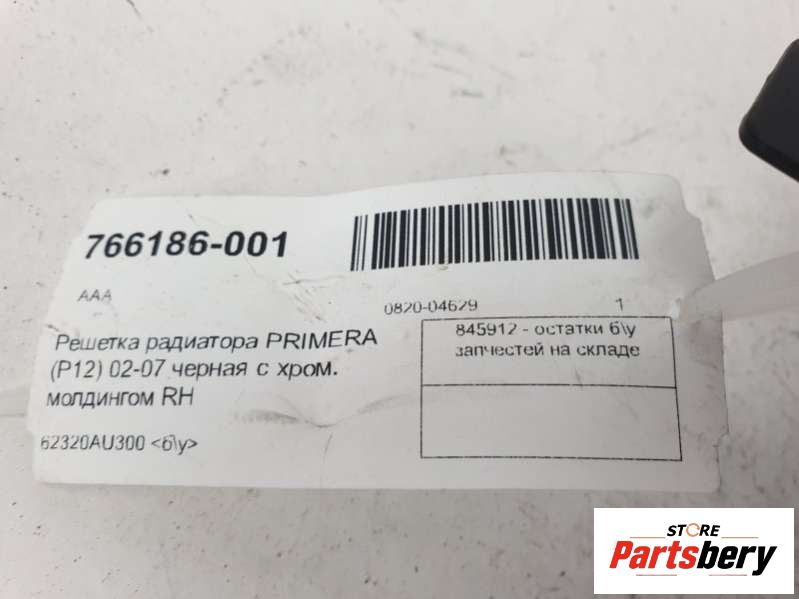 766186-001
AAA
0820-04629 1
Решетка радиатора PRIMERA
(P12) 02-07 черная с хром.
молдингом RH
62320AU300 <б\у>
845912 - остатки б\у
запчестей на складе
STORE
Partsbery